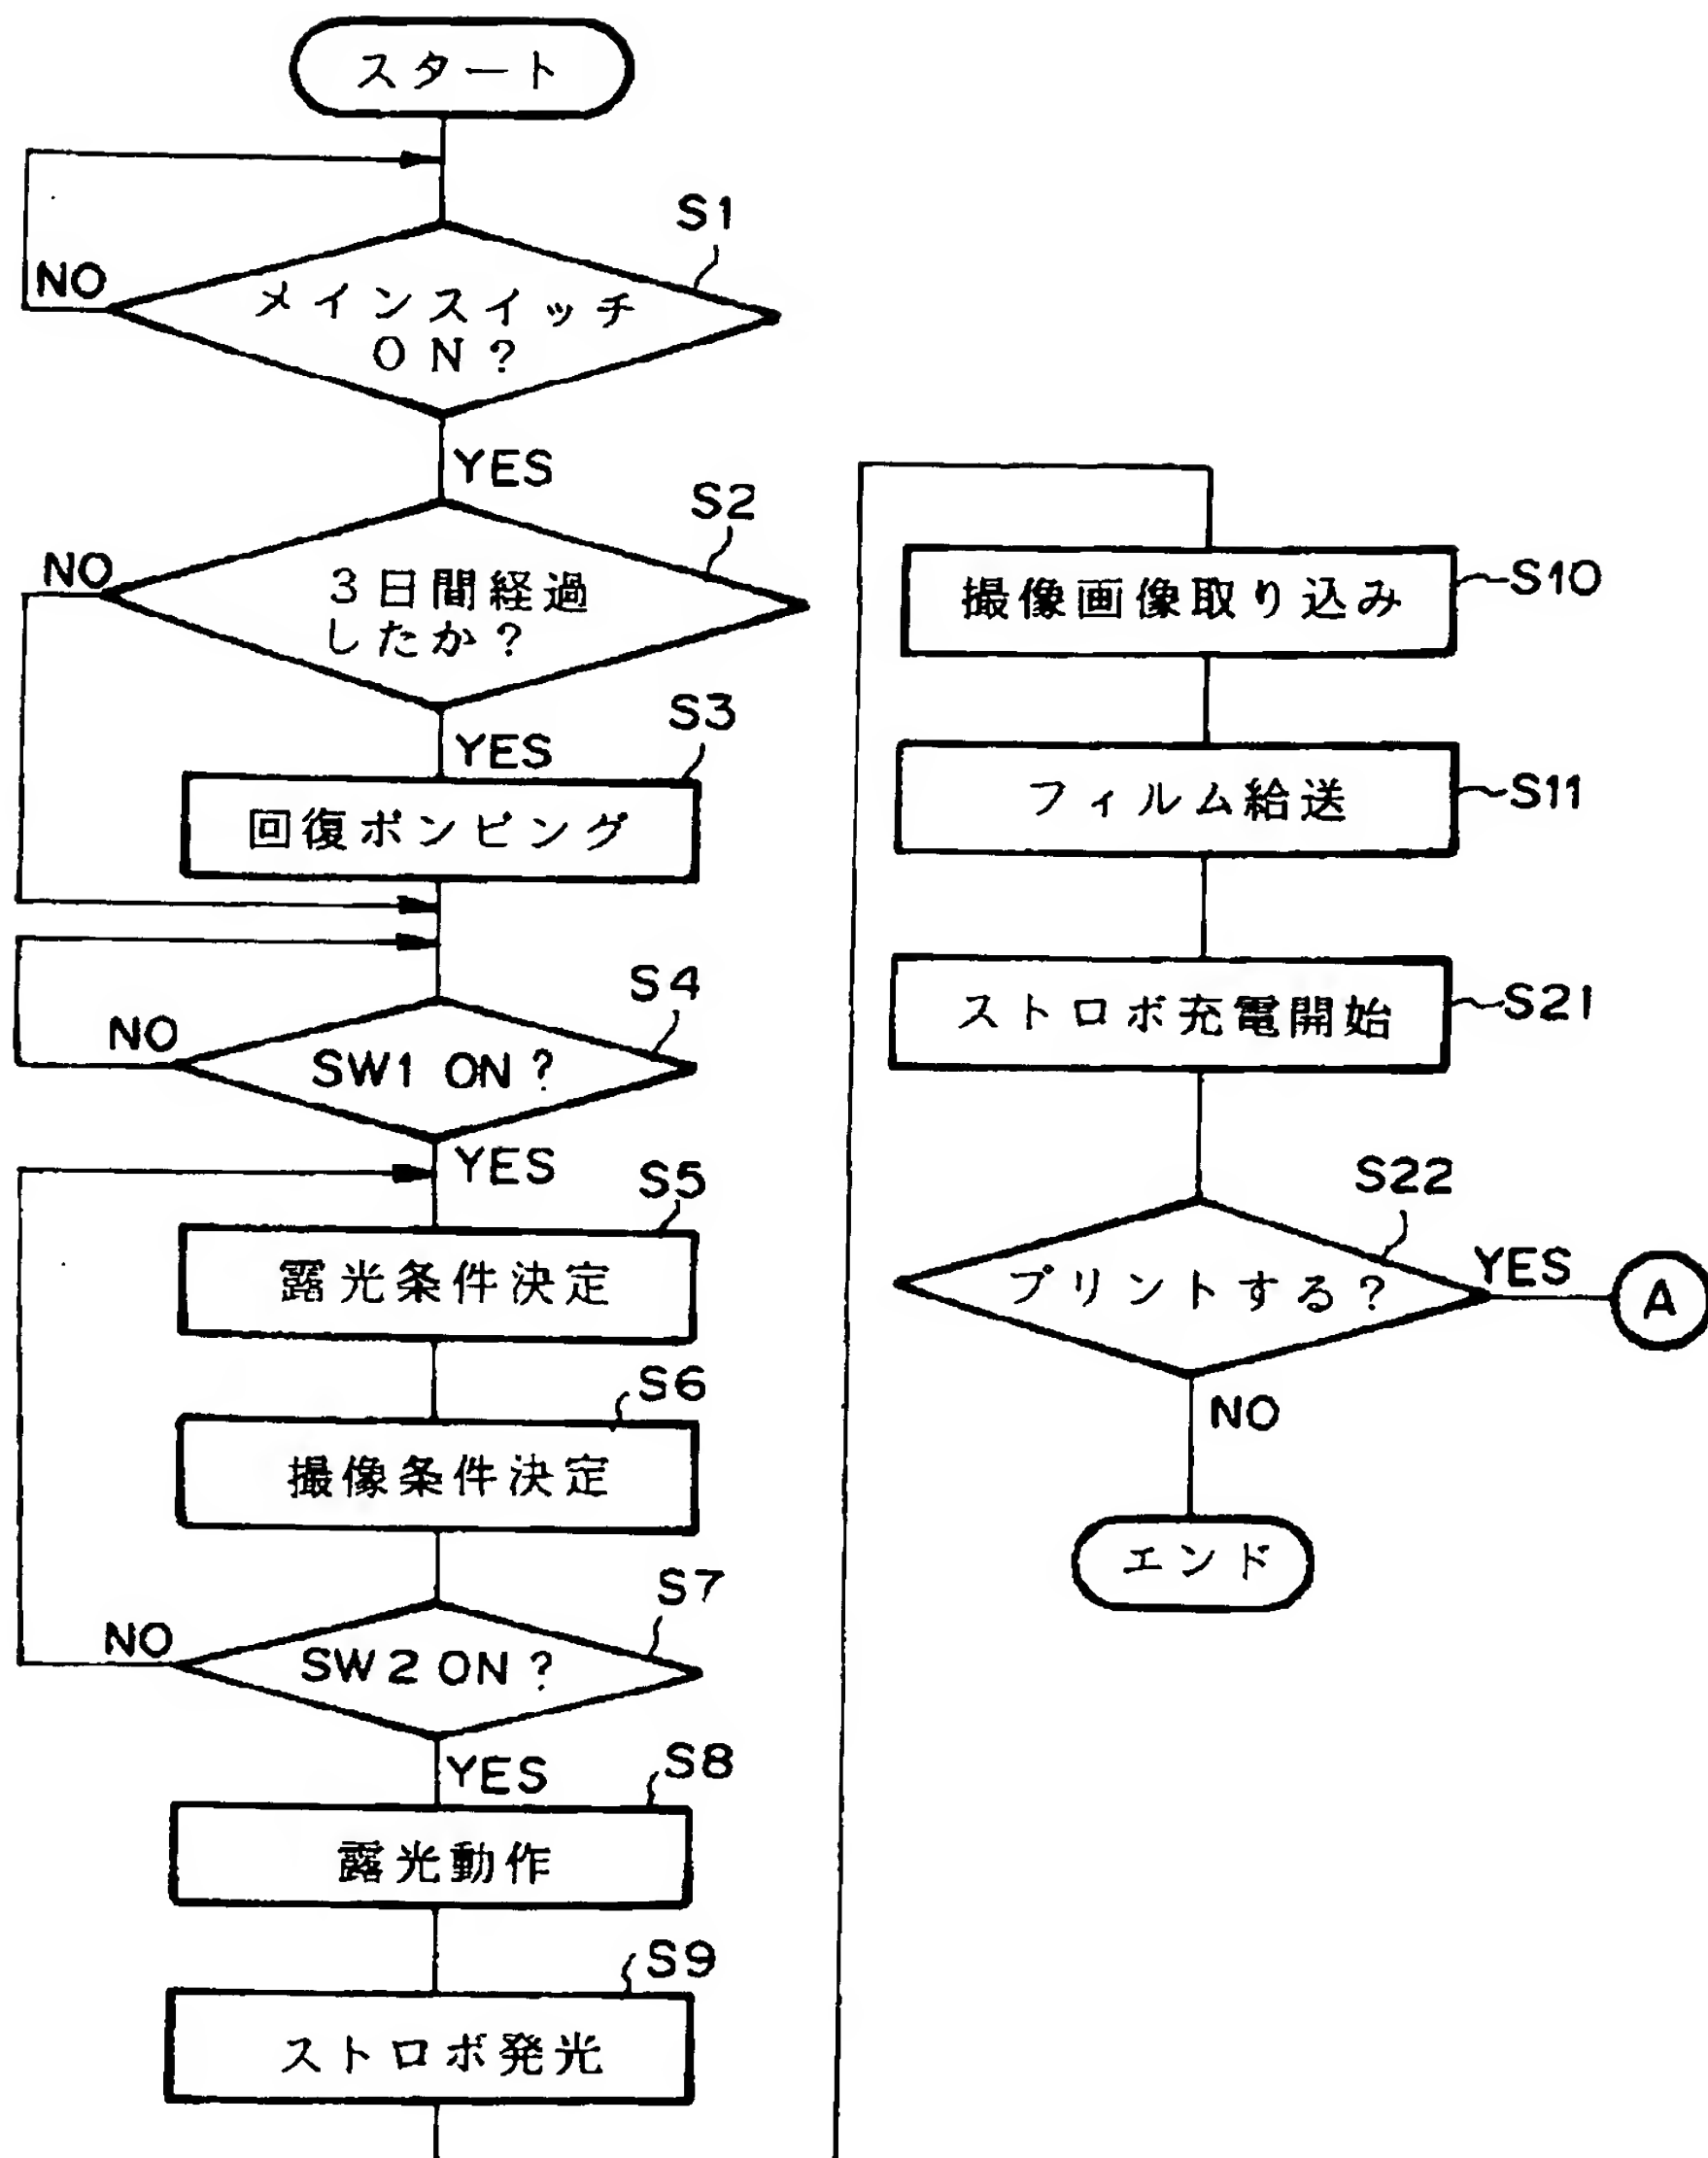 スタート
S1
NO
メインスイッチ
ON?
YES
S2
NO
3日間経過
したか?
S3
YES
回復ポンピング
S4
NO
SW1 ON?
YES
S5
露光条件決定
S6
撮像条件決定
S7
NO
SW2 ON?
YES
S8
露光動作
S9
ストロボ発光
撮像画像取り込み
S10
フィルム給送
S11
ストロボ充電開始
S21
S22
プリントする?
YES
A
NO
エンド